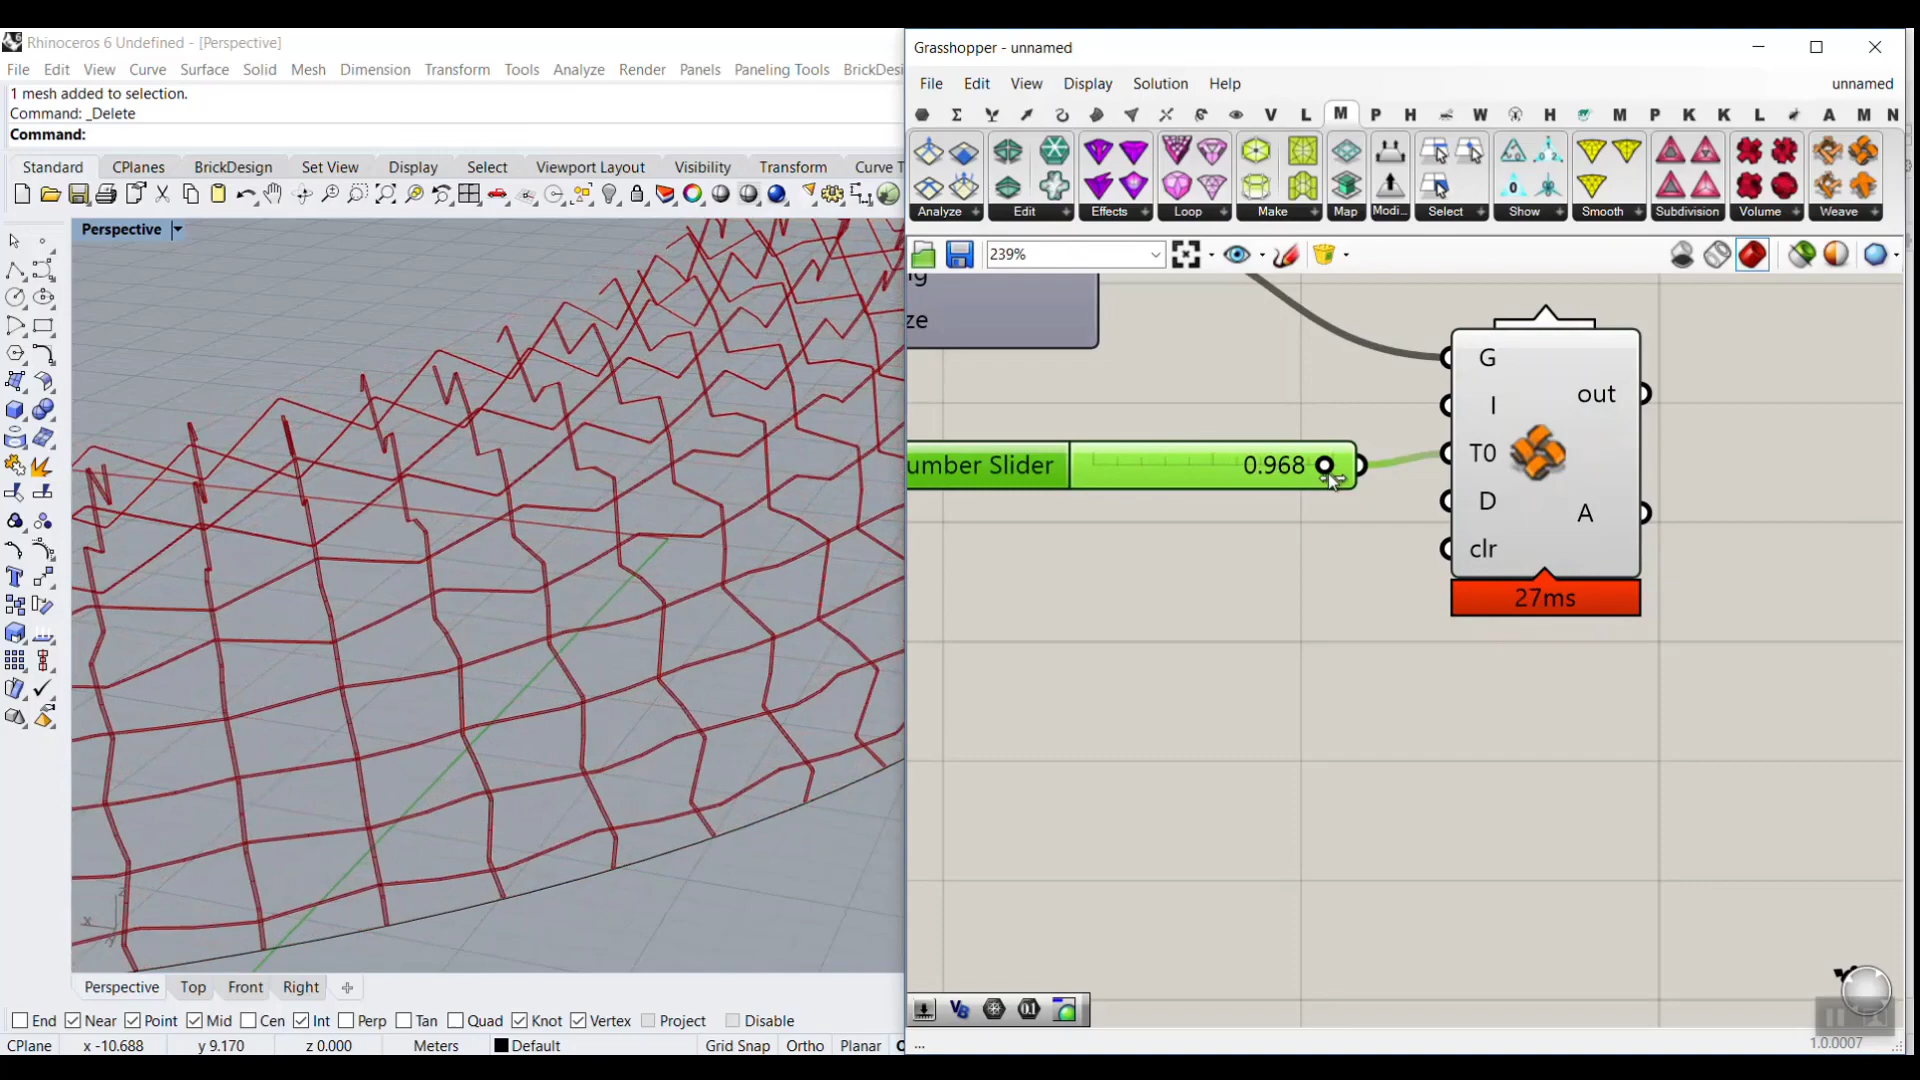 Rhinoceros 6 Undefined - [Perspective]
File Edit View Curve Surface Solid Mesh Dimension Transform Tools Analyze Render Panels Paneling Tools BrickDesi
1 mesh added to selection.
Command: _Delete
Command:
Standard CPlanes BrickDesign Set View Display Select Viewport Layout Visibility Transform Curve T
Perspective
Perspective Top Front Right
End Near Point Mid Cen Int Perp Tan Quad Knot Vertex Project Disable
CPlane x -10.688 y 9.170 z 0.000 Meters Default Grid Snap Ortho Planar
Grasshopper - unnamed
File Edit View Display Solution Help unnamed
V L M P H W H M P K K L A M N
Analyze Edit Effects Loop Make Map Modi... Select Show Smooth Subdivision Volume Weave
239%
ze
umber Slider 0.968
G
I
T0
D
clr
out
A
27ms
...
1.0.0007